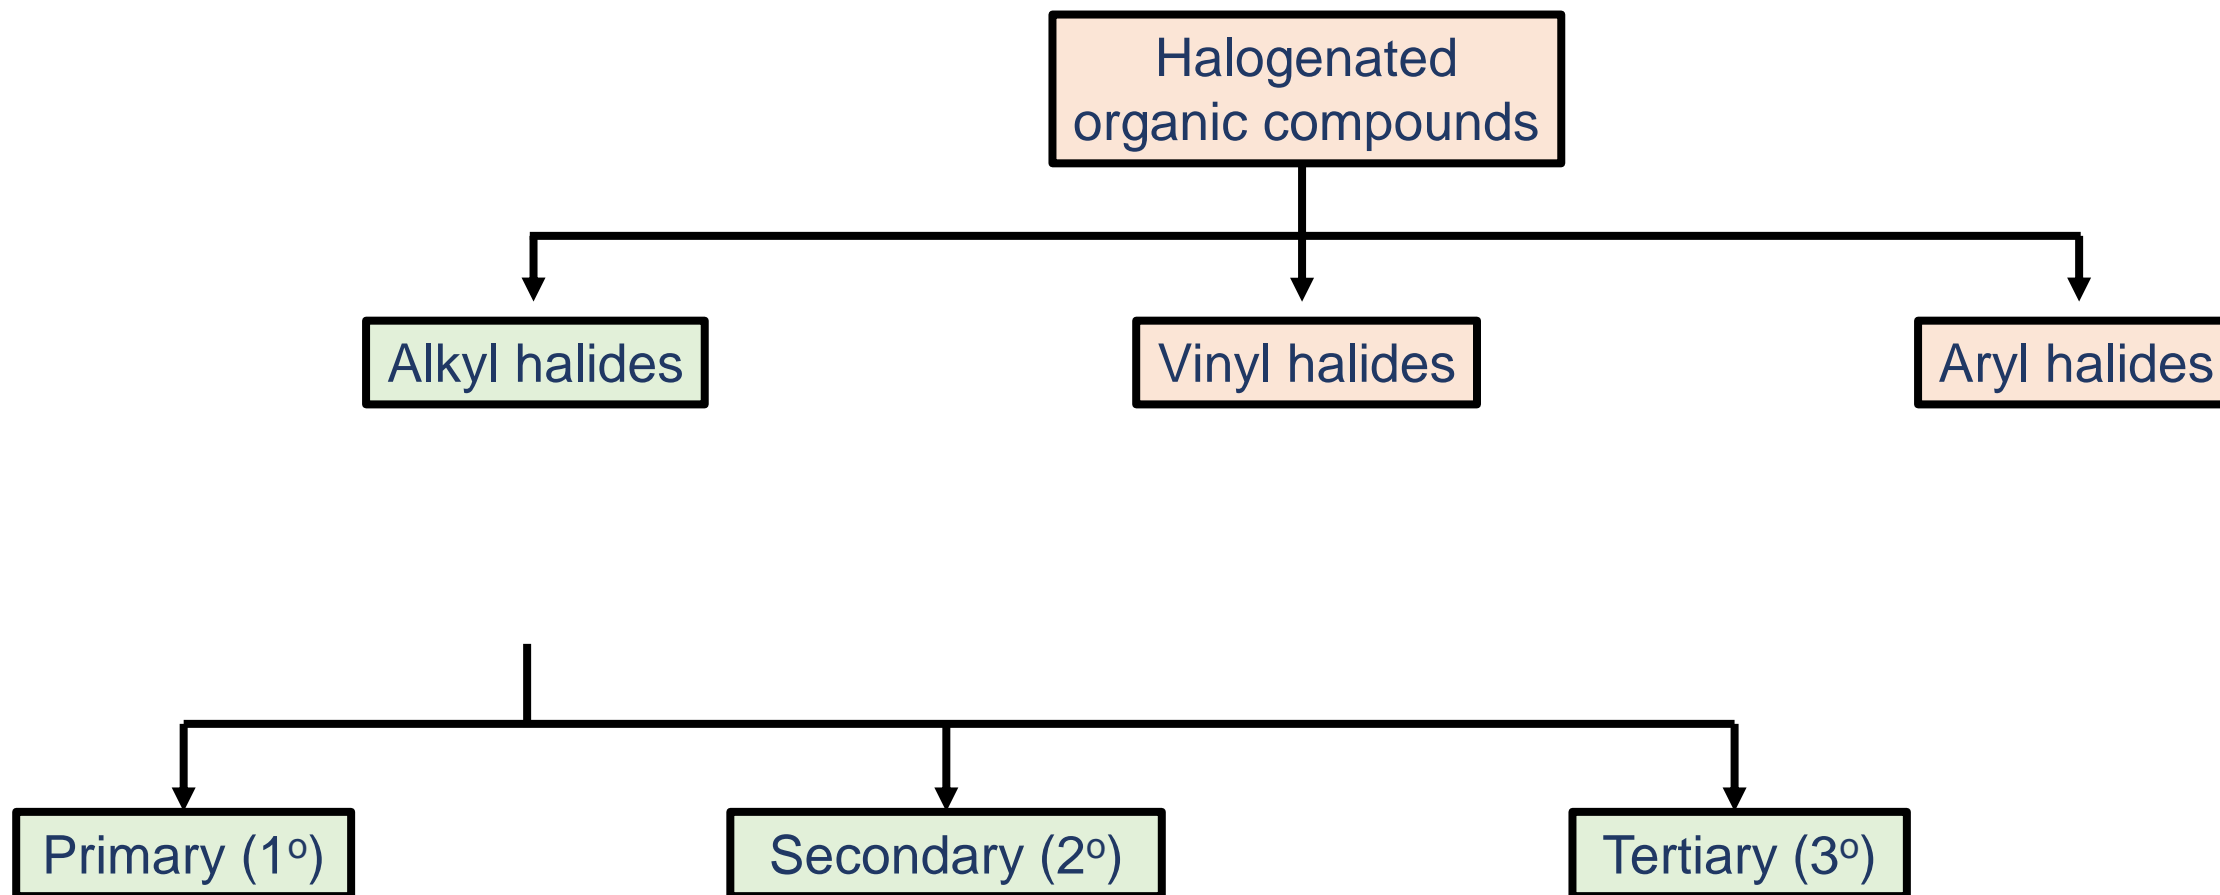 Halogenated
organic compounds
Alkyl halides
Vinyl halides
Aryl halides
Primary (1º)
Secondary (2º)
Tertiary (3º)